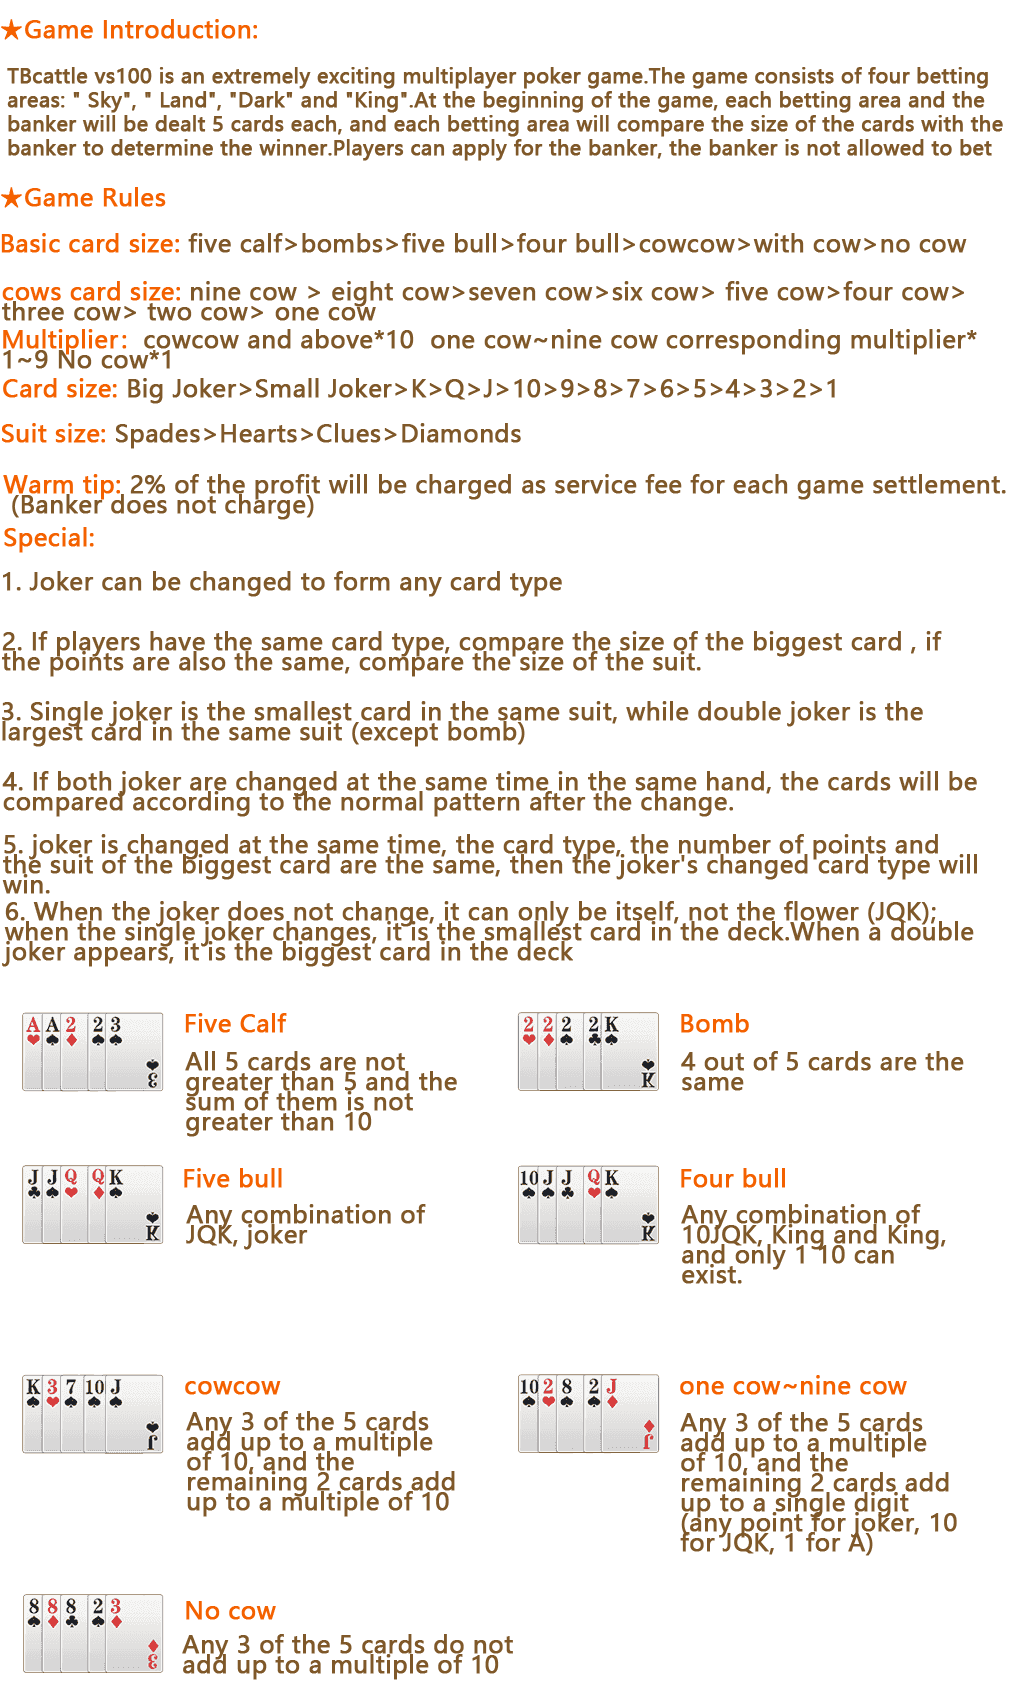 ★Game Introduction:
TBcattle vs100 is an extremely exciting multiplayer poker game.The game consists of four betting
areas: " Sky", " Land", "Dark" and "King".At the beginning of the game, each betting area and the
banker will be dealt 5 cards each, and each betting area will compare the size of the cards with the
banker to determine the winner.Players can apply for the banker, the banker is not allowed to bet
★Game Rules
Basic card size: five calf>bombs>five bull>four bull>cowcow>with cow>no cow
cows card size: nine cow > eight cow>seven cow>six cow> five cow>four cow>
three cow> two cow> one cow
Multiplier: cowcow and above*10 one cow~nine cow corresponding multiplier*
1~9 No cow*1
Card size: Big Joker>Small Joker>K>Q>J>10>9>8>7>6>5>4>3>2>1
Suit size: Spades>Hearts>Clues>Diamonds
Warm tip: 2% of the profit will be charged as service fee for each game settlement.
(Banker does not charge)
Special:
1. Joker can be changed to form any card type
2. If players have the same card type, compare the size of the biggest card , if
the points are also the same, compare the size of the suit.
3. Single joker is the smallest card in the same suit, while double joker is the
largest card in the same suit (except bomb)
4. If both joker are changed at the same time in the same hand, the cards will be
compared according to the normal pattern after the change.
5. joker is changed at the same time, the card type, the number of points and
the suit of the biggest card are the same, then the joker's changed card type will
win.
6. When the joker does not change, it can only be itself, not the flower (JQK);
when the single joker changes, it is the smallest card in the deck.When a double
joker appears, it is the biggest card in the deck
A A 2 2 3
3
Five Calf
All 5 cards are not
greater than 5 and the
sum of them is not
greater than 10
2 2 2 2 K
K
Bomb
4 out of 5 cards are the
same
J J Q Q K
K
Five bull
Any combination of
JQK, joker
10 J J Q K
K
Four bull
Any combination of
10JQK, King and King,
and only 1 10 can
exist.
K 3 7 10 J
J
cowcow
Any 3 of the 5 cards
add up to a multiple
of 10, and the
remaining 2 cards add
up to a multiple of 10
10 2 8 2 J
J
one cow~nine cow
Any 3 of the 5 cards
add up to a multiple
of 10, and the
remaining 2 cards add
up to a single digit
(any point for joker, 10
for JQK, 1 for A)
8 8 8 2 3
3
No cow
Any 3 of the 5 cards do not
add up to a multiple of 10